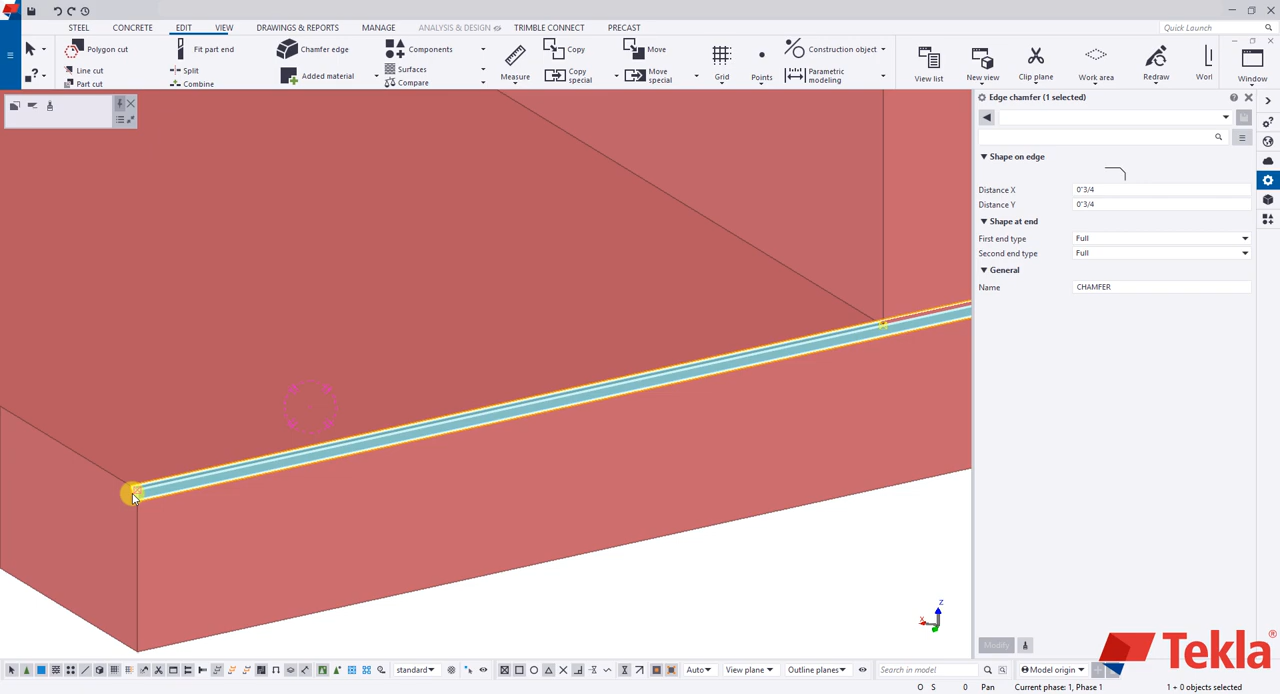 Quick Launch
STEEL CONCRETE EDIT VIEW DRAWINGS & REPORTS MANAGE ANALYSIS & DESIGN TRIMBLE CONNECT PRECAST
Polygon cut Fit part end Chamfer edge Components Copy Move Construction object
Line cut Split Added material Surfaces Measure Copy special Move special Grid Points Parametric modeling View list New view Clip plane Work area Redraw Worl Window
Part cut Combine Compare
Edge chamfer (1 selected)
Shape on edge
Distance X 0"3/4
Distance Y 0"3/4
Shape at end
First end type Full
Second end type Full
General
Name CHAMFER
Z
X
Modify
Tekla®
standard Auto View plane Outline planes Search in model Model origin
O S 0 Pan Current phase: 1, Phase 1 1 + 0 objects selected